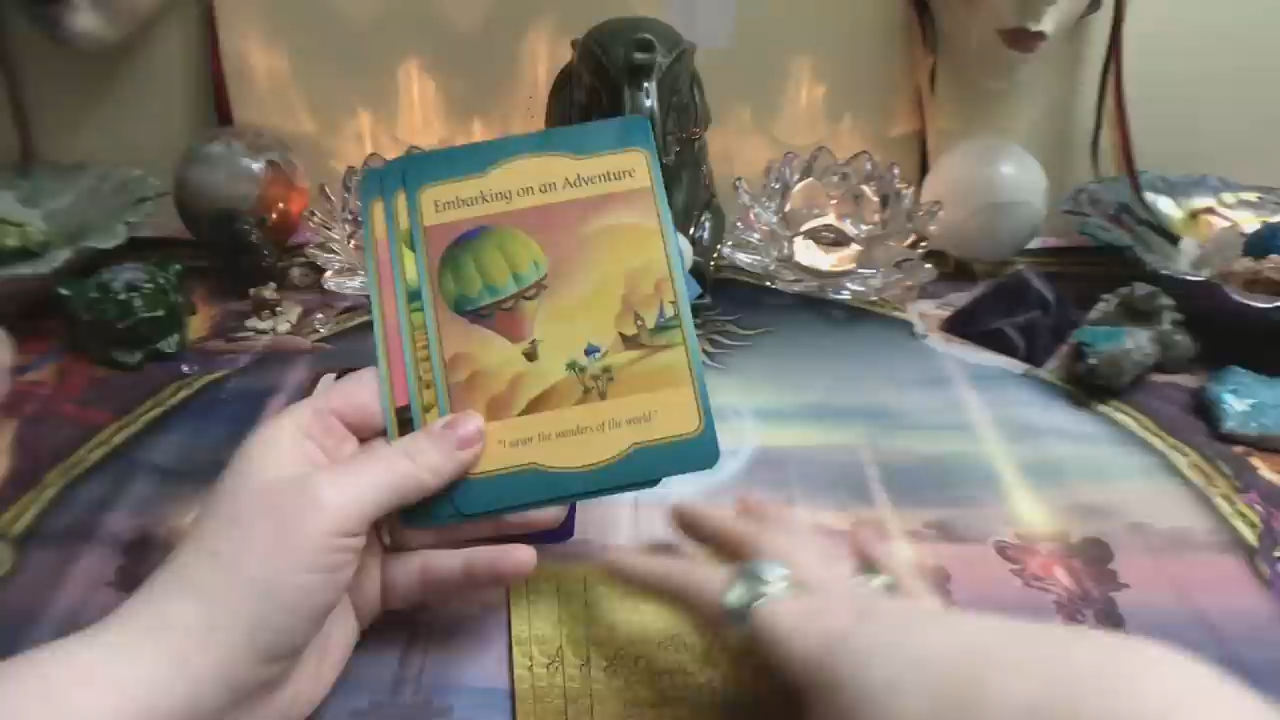 Embarking on an Adventure
"I savor the wonders of the world."